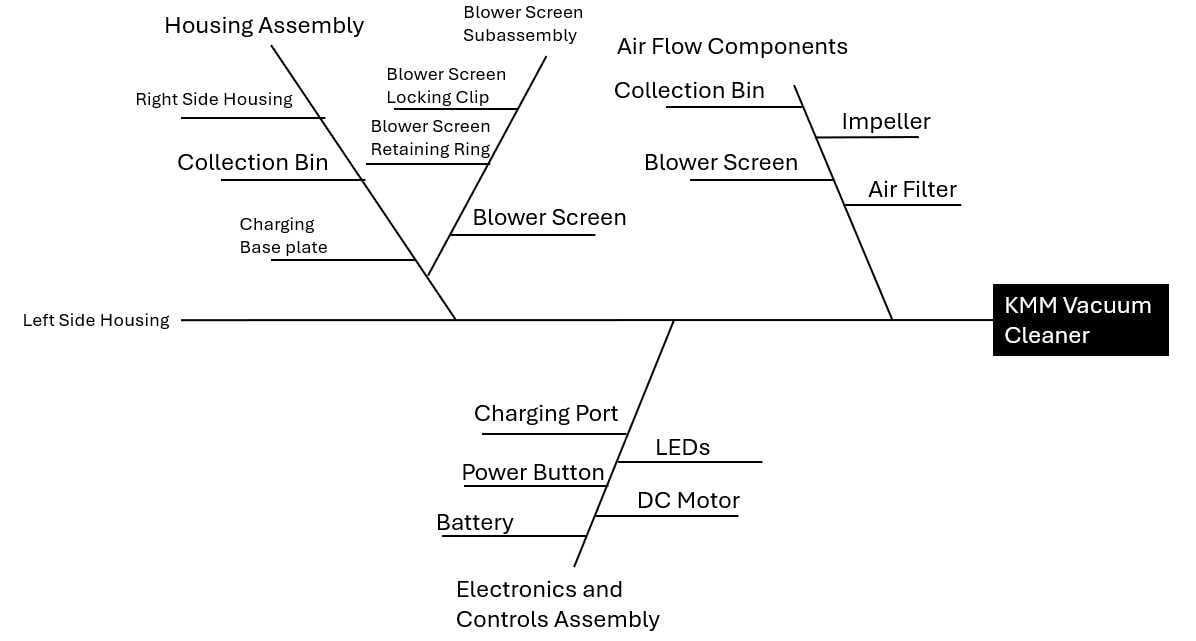 Housing Assembly
Blower Screen
Subassembly
Air Flow Components
Right Side Housing
Blower Screen
Locking Clip
Collection Bin
Blower Screen
Retaining Ring
Impeller
Collection Bin
Blower Screen
Air Filter
Charging
Base plate
Blower Screen
Left Side Housing
KMM Vacuum
Cleaner
Charging Port
LEDs
Power Button
DC Motor
Battery
Electronics and
Controls Assembly